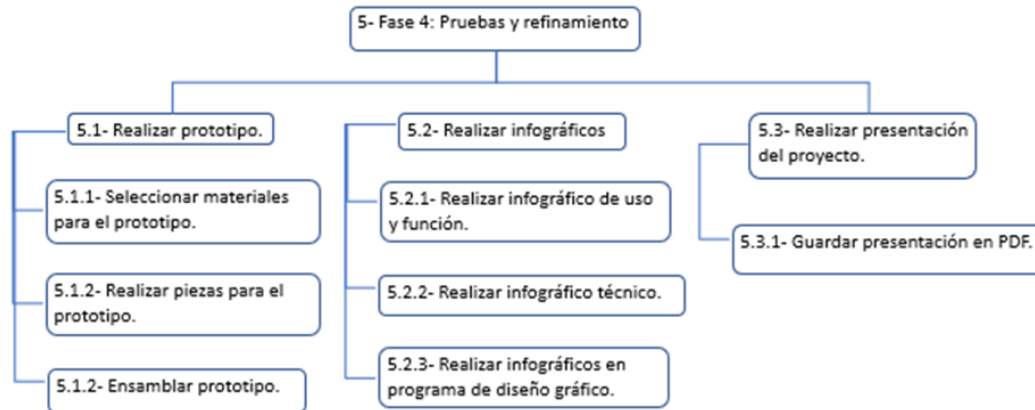 5- Fase 4: Pruebas y refinamiento
5.1- Realizar prototipo.
5.1.1- Seleccionar materiales
para el prototipo.
5.1.2- Realizar piezas para el
prototipo.
5.1.2- Ensamblar prototipo.
5.2- Realizar infográficos
5.2.1- Realizar infográfico de uso
y función.
5.2.2- Realizar infográfico técnico.
5.2.3- Realizar infográficos en
programa de diseño gráfico.
5.3- Realizar presentación
del proyecto.
5.3.1- Guardar presentación en PDF.